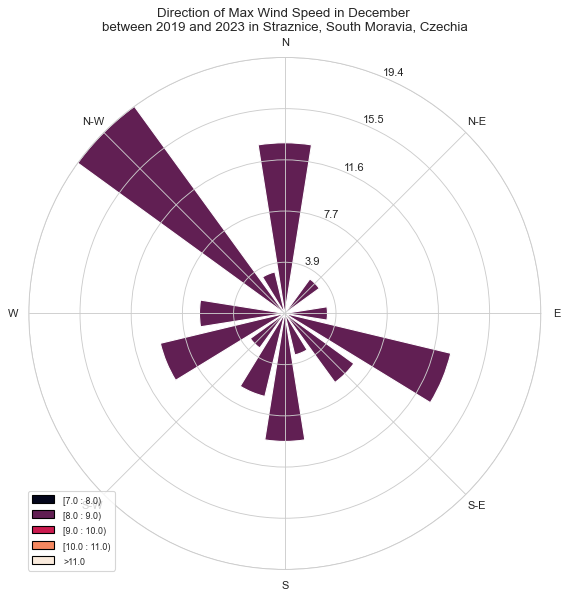 Direction of Max Wind Speed in December
between 2019 and 2023 in Straznice, South Moravia, Czechia
N
19.4
N-W
N-E
15.5
11.6
7.7
3.9
W
E
S-W
S-E
[7.0 : 8.0)
[8.0 : 9.0)
[9.0 : 10.0)
[10.0 : 11.0)
>11.0
S